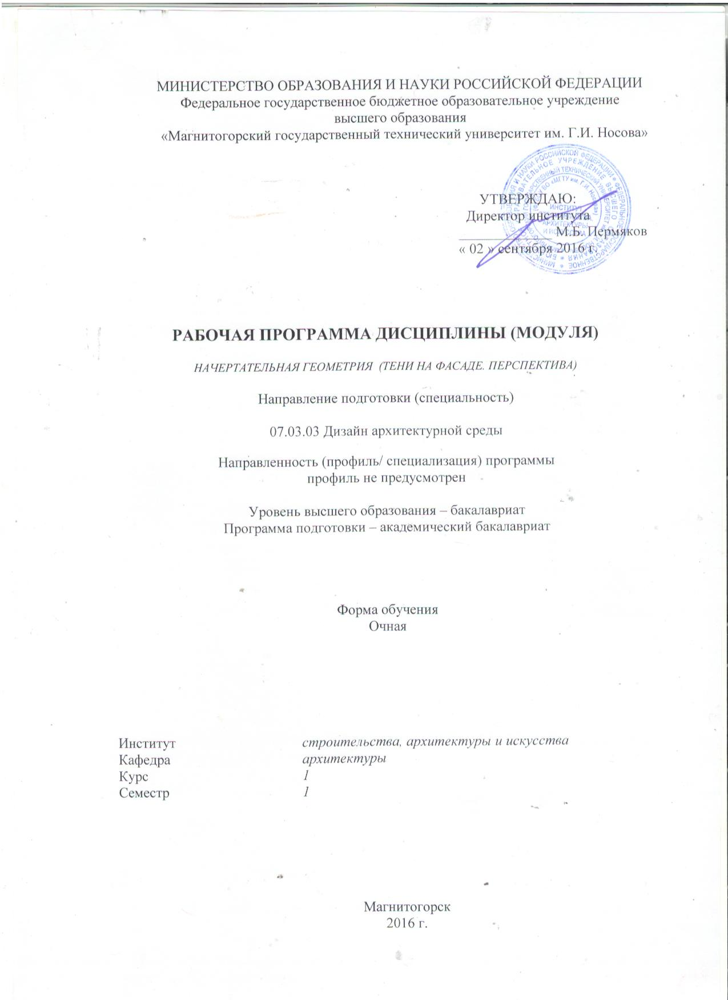 МИНИСТЕРСТВО ОБРАЗОВАНИЯ И НАУКИ РОССИЙСКОЙ ФЕДЕРАЦИИ
Федеральное государственное бюджетное образовательное учреждение
высшего образования
«Магнитогорский государственный технический университет им. Г.И. Носова»
УТВЕРЖДАЮ:
Директор института
М.Б. Пермяков
« 02 » сентября 2016 г.
РАБОЧАЯ ПРОГРАММА ДИСЦИПЛИНЫ (МОДУЛЯ)
НАЧЕРТАТЕЛЬНАЯ ГЕОМЕТРИЯ (ТЕНИ НА ФАСАДЕ. ПЕРСПЕКТИВА)
Направление подготовки (специальность)
07.03.03 Дизайн архитектурной среды
Направленность (профиль/ специализация) программы
профиль не предусмотрен
Уровень высшего образования – бакалавриат
Программа подготовки – академический бакалавриат
Форма обучения
Очная
Институт строительства, архитектуры и искусства
Кафедра архитектуры
Курс 1
Семестр 1
Магнитогорск
2016 г.